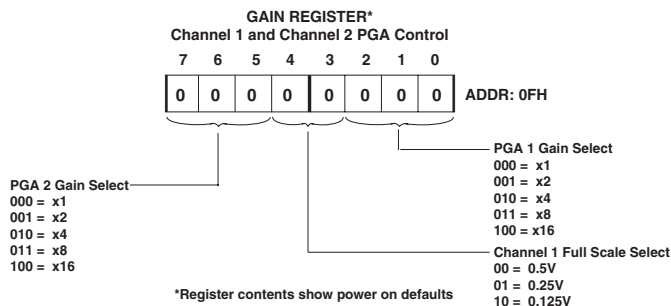 GAIN REGISTER*
Channel 1 and Channel 2 PGA Control
7 6 5 4 3 2 1 0
0 0 0 0 0 0 0 0 ADDR: 0FH
PGA 1 Gain Select
000 = x1
001 = x2
010 = x4
011 = x8
100 = x16
PGA 2 Gain Select
000 = x1
001 = x2
010 = x4
011 = x8
100 = x16
Channel 1 Full Scale Select
00 = 0.5V
01 = 0.25V
10 = 0.125V
*Register contents show power on defaults